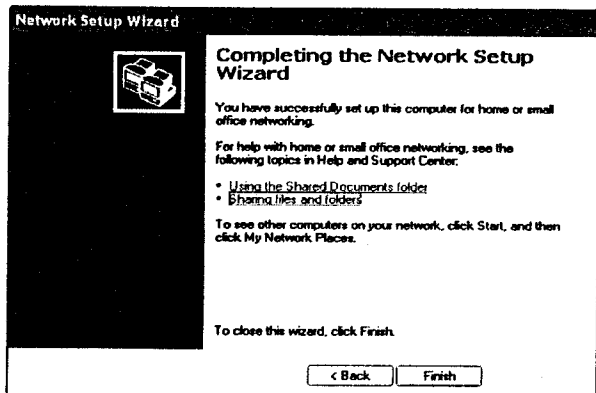 Network Setup Wizard
Completing the Network Setup
Wizard
You have successfully set up this computer for home or small
office networking.
For help with home or small office networking, see the
following topics in Help and Support Center:
• Using the Shared Documents folder
• Sharing files and folders
To see other computers on your network, click Start, and then
click My Network Places.
To close this wizard, click Finish.
< Back
Finish